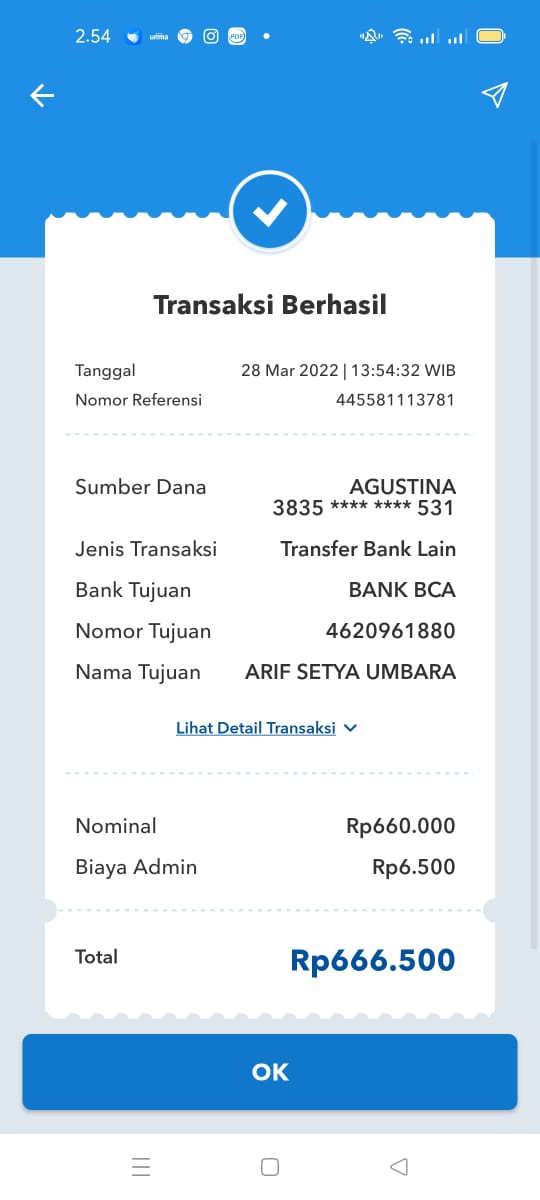 2.54
PDF
Transaksi Berhasil
Tanggal 28 Mar 2022 | 13:54:32 WIB
Nomor Referensi 445581113781
Sumber Dana AGUSTINA
3835 **** **** 531
Jenis Transaksi Transfer Bank Lain
Bank Tujuan BANK BCA
Nomor Tujuan 4620961880
Nama Tujuan ARIF SETYA UMBARA
Lihat Detail Transaksi
Nominal Rp660.000
Biaya Admin Rp6.500
Total Rp666.500
OK